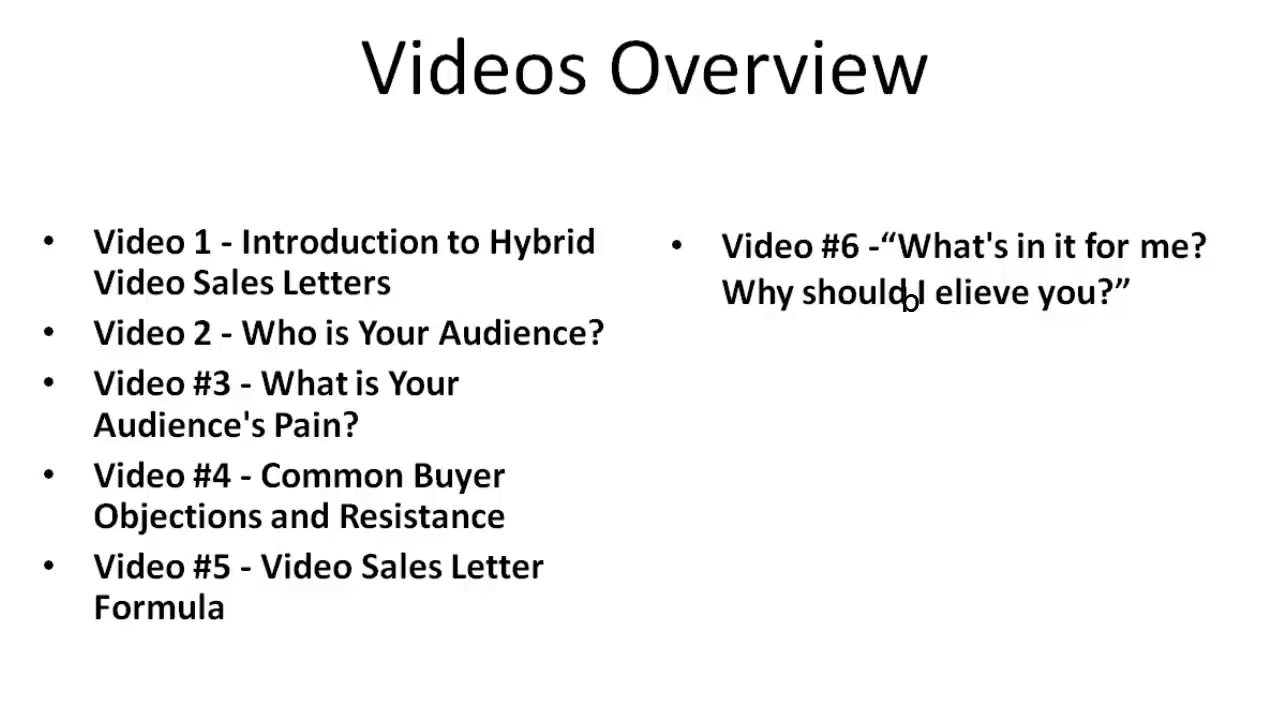 Videos Overview
• Video 1 - Introduction to Hybrid
Video Sales Letters
• Video 2 - Who is Your Audience?
• Video #3 - What is Your
Audience's Pain?
• Video #4 - Common Buyer
Objections and Resistance
• Video #5 - Video Sales Letter
Formula
• Video #6 -“What's in it for me?
Why should I elieve you?”
b